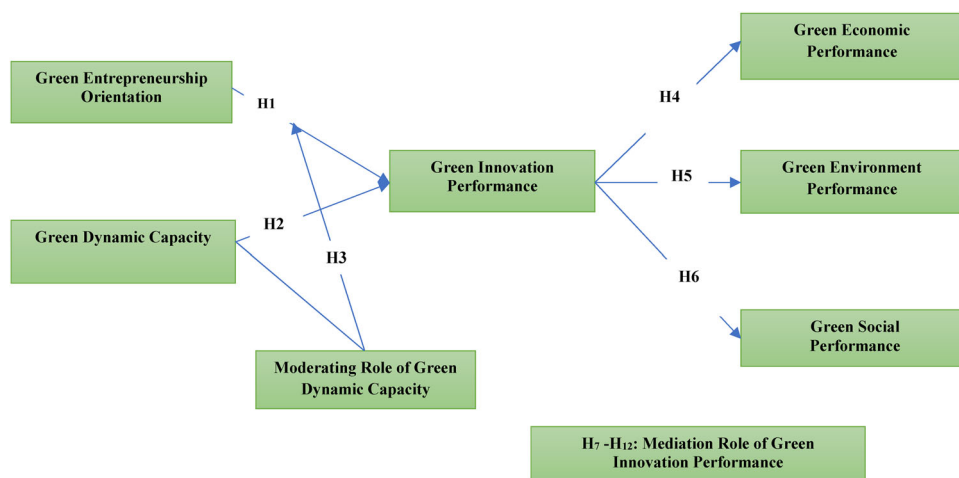 Green Economic
Performance
Green Entrepreneurship
Orientation
H1
H4
Green Innovation
Performance
Green Environment
Performance
H5
Green Dynamic Capacity
H2
H3
H6
Green Social
Performance
Moderating Role of Green
Dynamic Capacity
H₇ -H₁₂: Mediation Role of Green
Innovation Performance